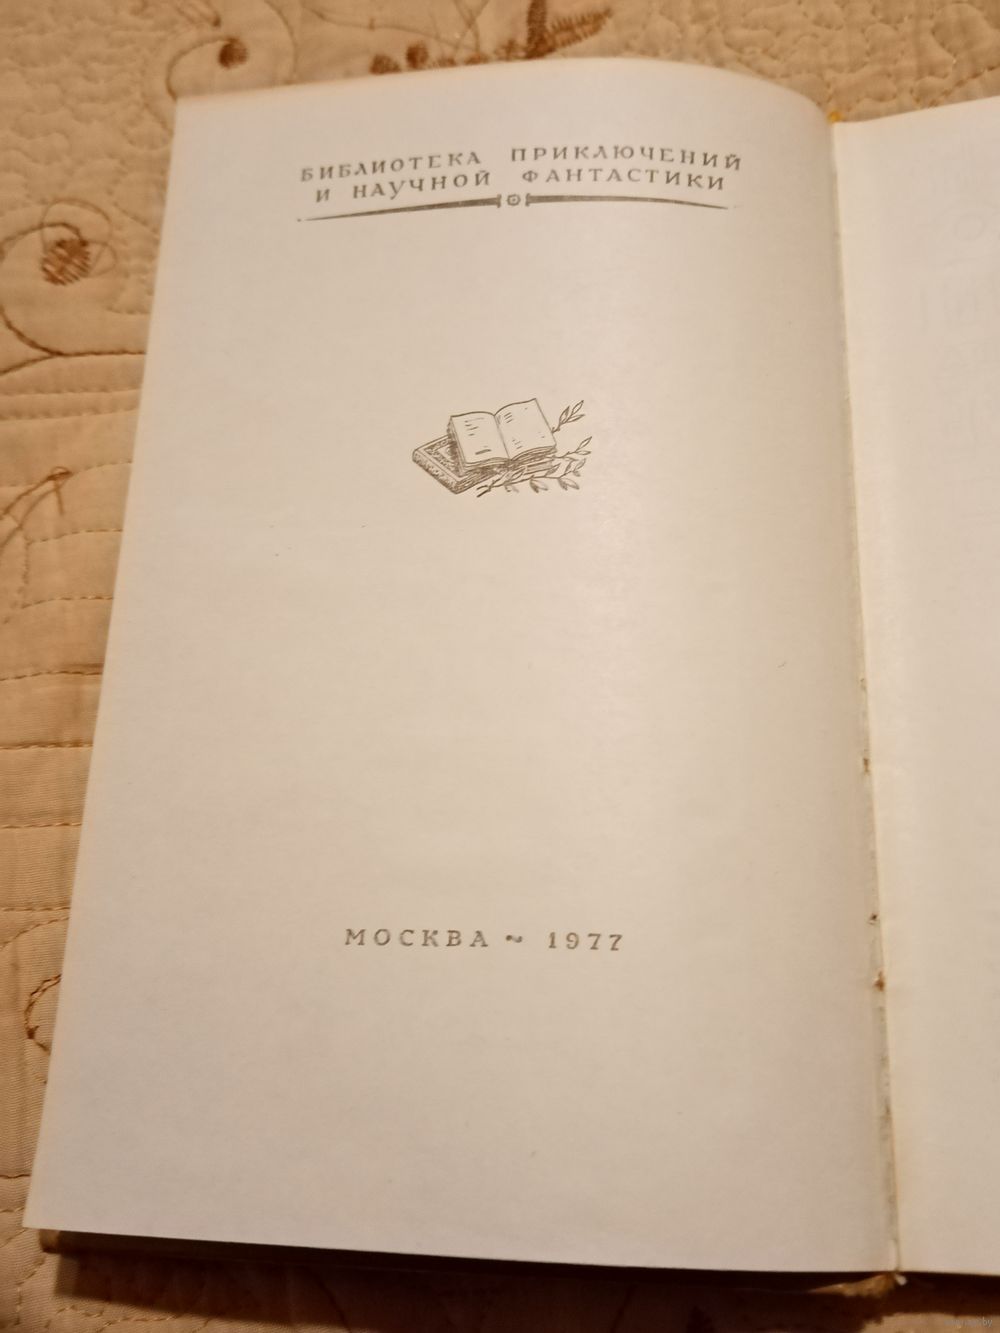 БИБЛИОТЕКА ПРИКЛЮЧЕНИЙ
И НАУЧНОЙ ФАНТАСТИКИ
МОСКВА ~ 1977